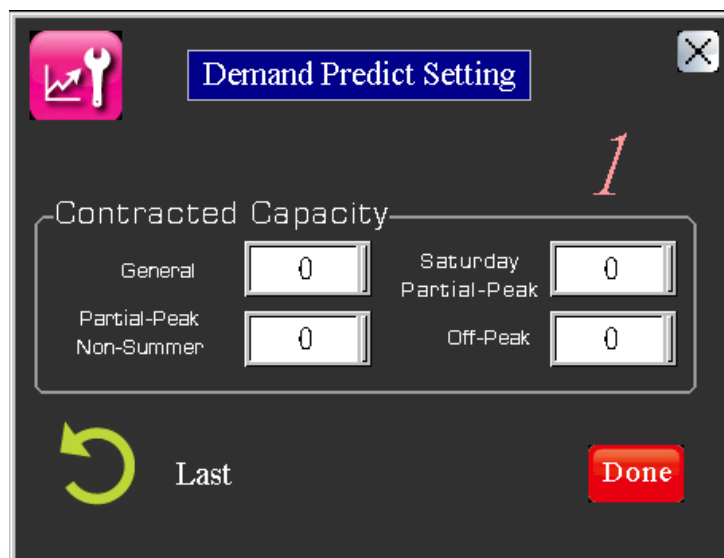 Demand Predict Setting
1
Contracted Capacity
General
0
Saturday
Partial-Peak
0
Partial-Peak
Non-Summer
0
Off-Peak
0
Last
Done